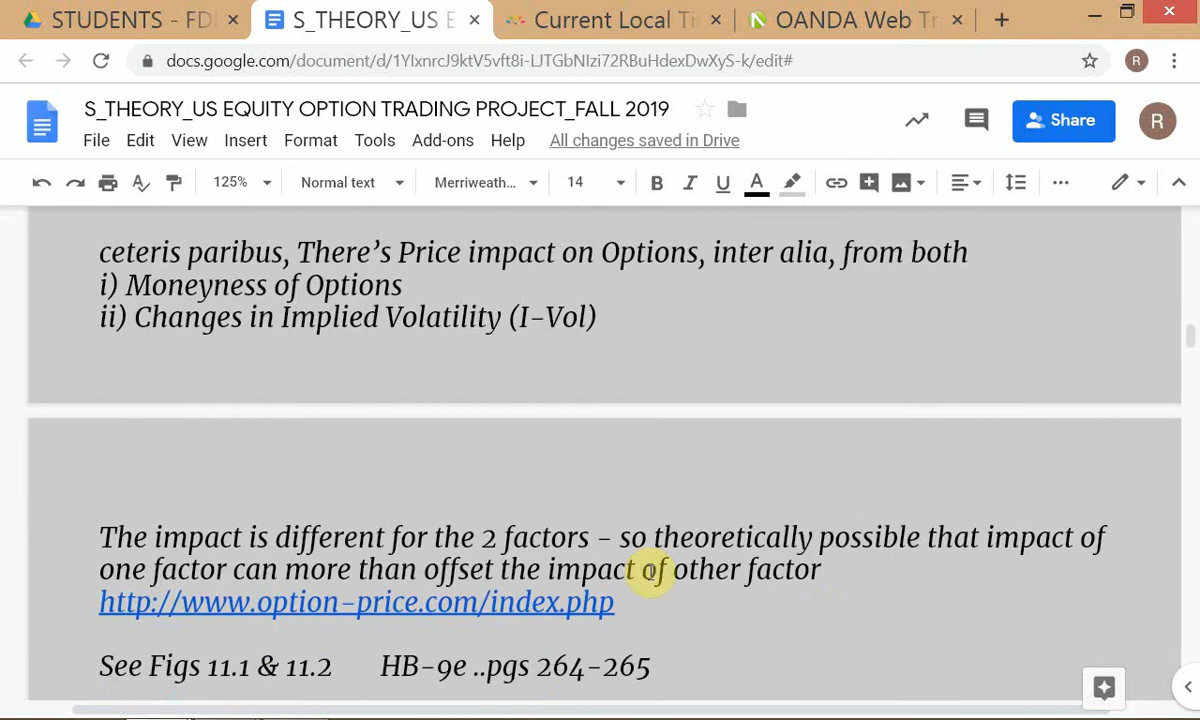 STUDENTS - FD
S_THEORY_US E
Current Local Ti
OANDA Web Tr
docs.google.com/document/d/1YIxnrcJ9ktV5vft8i-LJTGbNIzi72RBuHdexDwXyS-k/edit#
R
S_THEORY_US EQUITY OPTION TRADING PROJECT_FALL 2019
Share
R
File Edit View Insert Format Tools Add-ons Help All changes saved in Drive
125% Normal text Merriweath... 14 B I U A
ceteris paribus, There's Price impact on Options, inter alia, from both
i) Moneyness of Options
ii) Changes in Implied Volatility (I-Vol)
The impact is different for the 2 factors - so theoretically possible that impact of
one factor can more than offset the impact of other factor
http://www.option-price.com/index.php
See Figs 11.1 & 11.2 HB-9e ..pgs 264-265